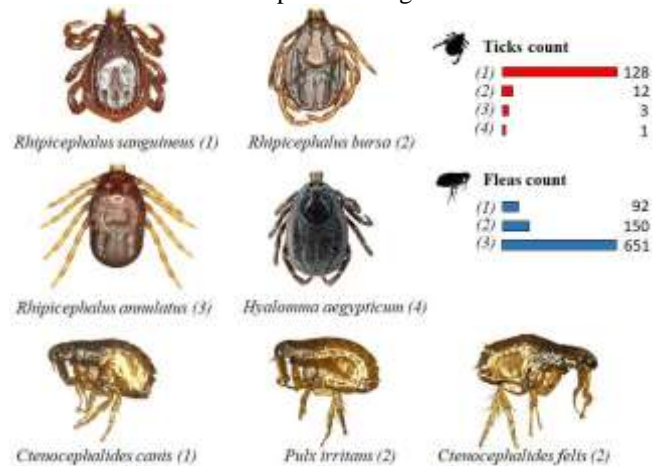 Rhipicephalus sanguineus (1)
Rhipicephalus bursa (2)
Ticks count
(1) 128
(2) 12
(3) 3
(4) 1
Rhipicephalus annulatus (3)
Hyalomma aegypticum (4)
Fleas count
(1) 92
(2) 150
(3) 651
Ctenocephalides canis (1)
Pulx irritans (2)
Ctenocephalides felis (2)